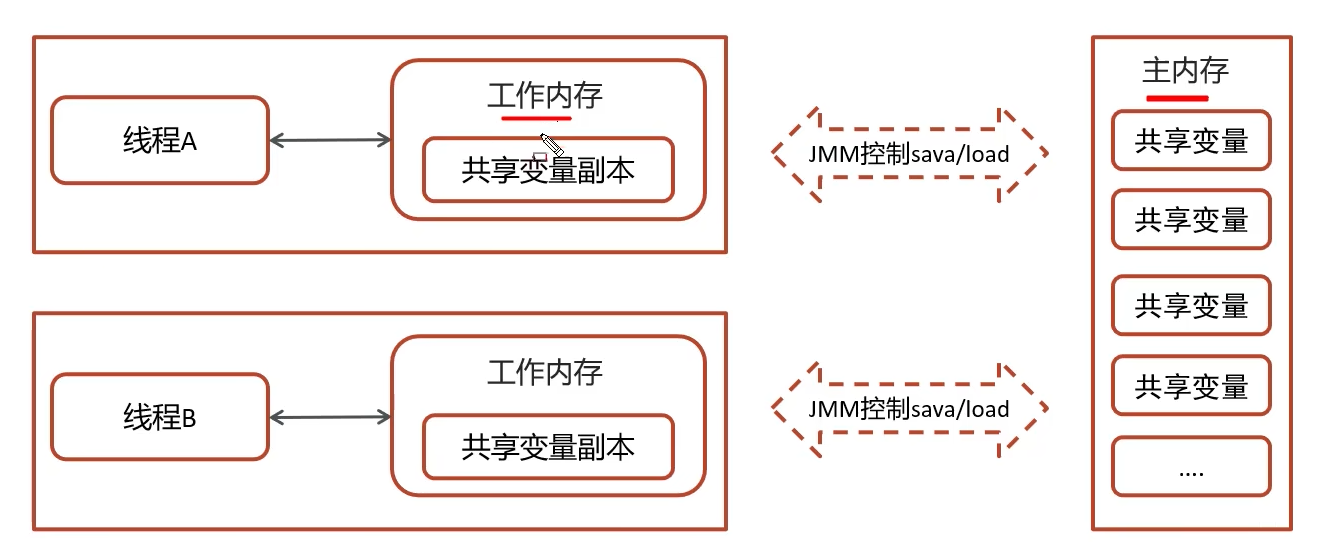 线程A
工作内存
共享变量副本
JMM控制sava/load
线程B
工作内存
共享变量副本
JMM控制sava/load
主内存
共享变量
共享变量
共享变量
共享变量
....